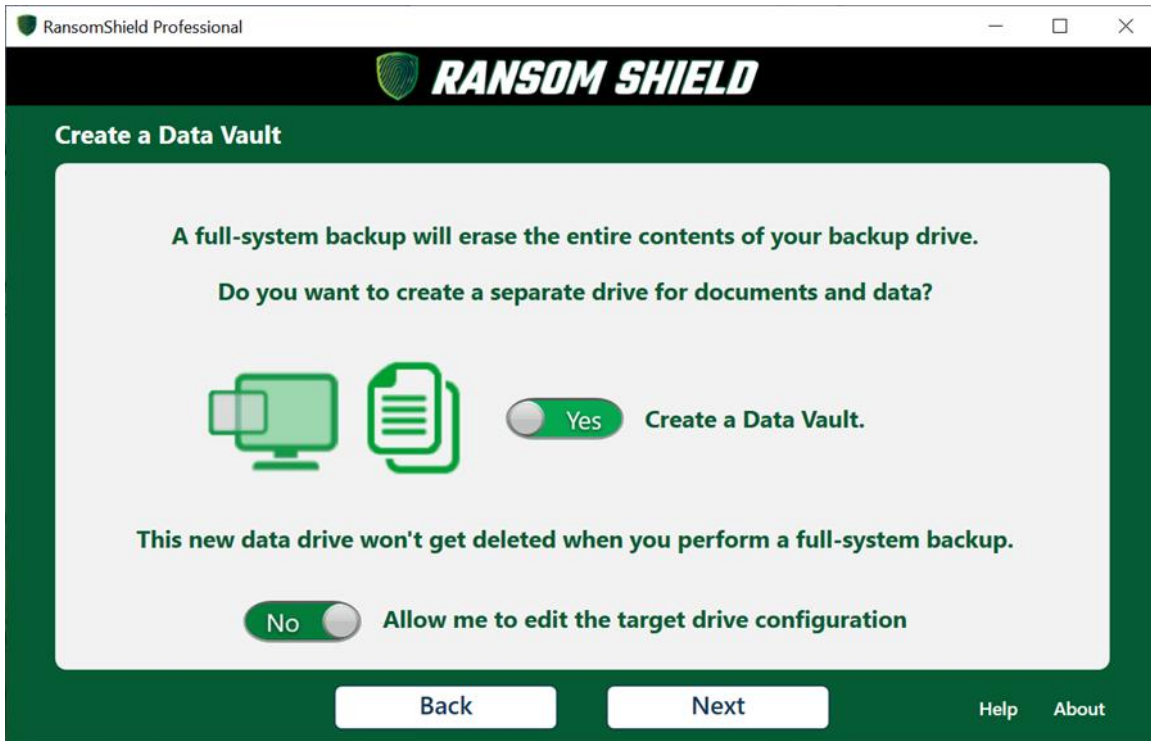 RansomShield Professional
RANSOM SHIELD
Create a Data Vault
A full-system backup will erase the entire contents of your backup drive.
Do you want to create a separate drive for documents and data?
Yes Create a Data Vault.
This new data drive won't get deleted when you perform a full-system backup.
No Allow me to edit the target drive configuration
Back Next Help About